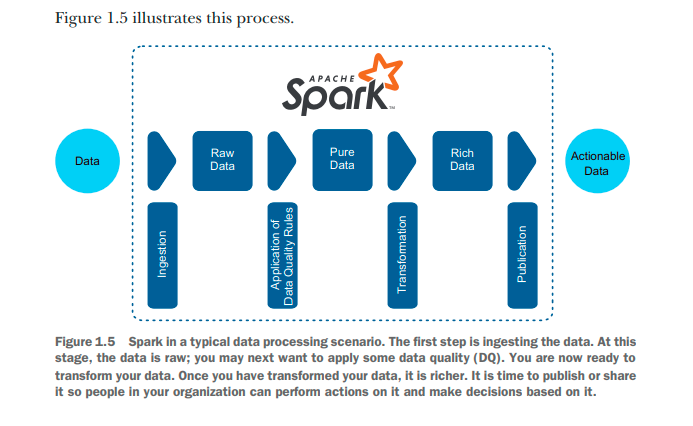 Figure 1.5 illustrates this process.
APACHE
Spark™
Data
Raw
Data
Pure
Data
Rich
Data
Actionable
Data
Ingestion
Application of
Data Quality Rules
Transformation
Publication
Figure 1.5 Spark in a typical data processing scenario. The first step is ingesting the data. At this
stage, the data is raw; you may next want to apply some data quality (DQ). You are now ready to
transform your data. Once you have transformed your data, it is richer. It is time to publish or share
it so people in your organization can perform actions on it and make decisions based on it.